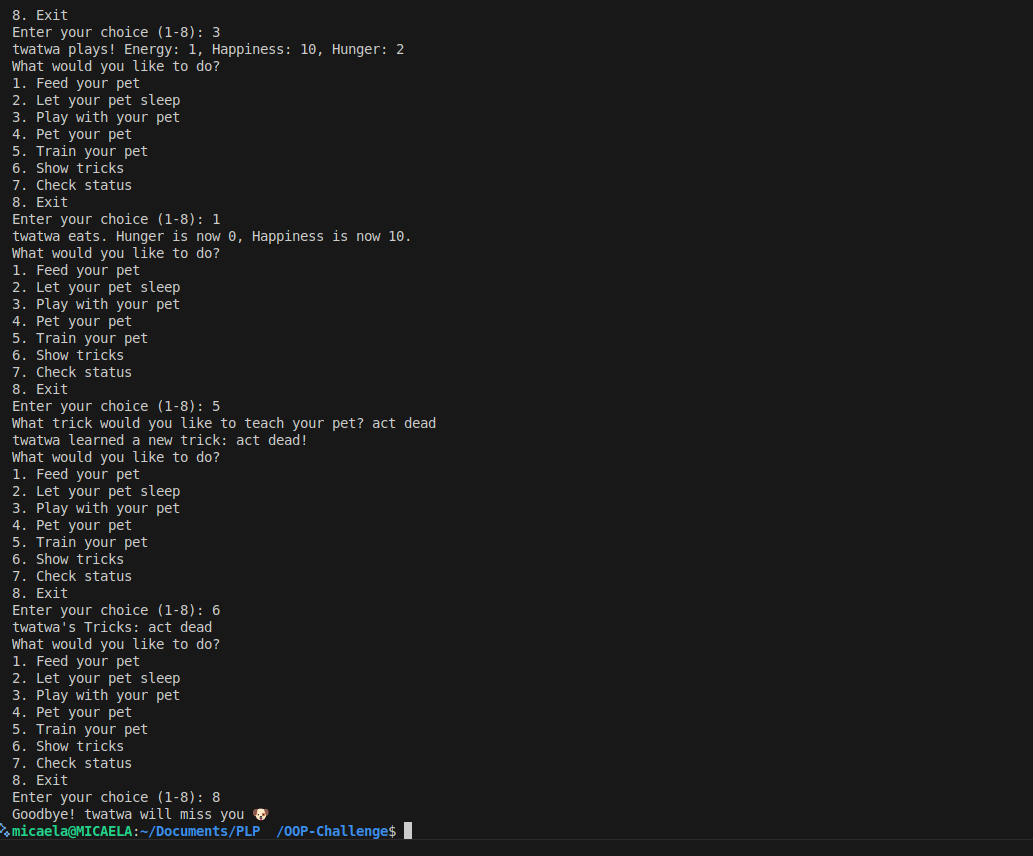 8. Exit
Enter your choice (1-8): 3
twatwa plays! Energy: 1, Happiness: 10, Hunger: 2
What would you like to do?
1. Feed your pet
2. Let your pet sleep
3. Play with your pet
4. Pet your pet
5. Train your pet
6. Show tricks
7. Check status
8. Exit
Enter your choice (1-8): 1
twatwa eats. Hunger is now 0, Happiness is now 10.
What would you like to do?
1. Feed your pet
2. Let your pet sleep
3. Play with your pet
4. Pet your pet
5. Train your pet
6. Show tricks
7. Check status
8. Exit
Enter your choice (1-8): 5
What trick would you like to teach your pet? act dead
twatwa learned a new trick: act dead!
What would you like to do?
1. Feed your pet
2. Let your pet sleep
3. Play with your pet
4. Pet your pet
5. Train your pet
6. Show tricks
7. Check status
8. Exit
Enter your choice (1-8): 6
twatwa's Tricks: act dead
What would you like to do?
1. Feed your pet
2. Let your pet sleep
3. Play with your pet
4. Pet your pet
5. Train your pet
6. Show tricks
7. Check status
8. Exit
Enter your choice (1-8): 8
Goodbye! twatwa will miss you 🐶
micaela@MICAELA:~/Documents/PLP  /OOP-Challenge$